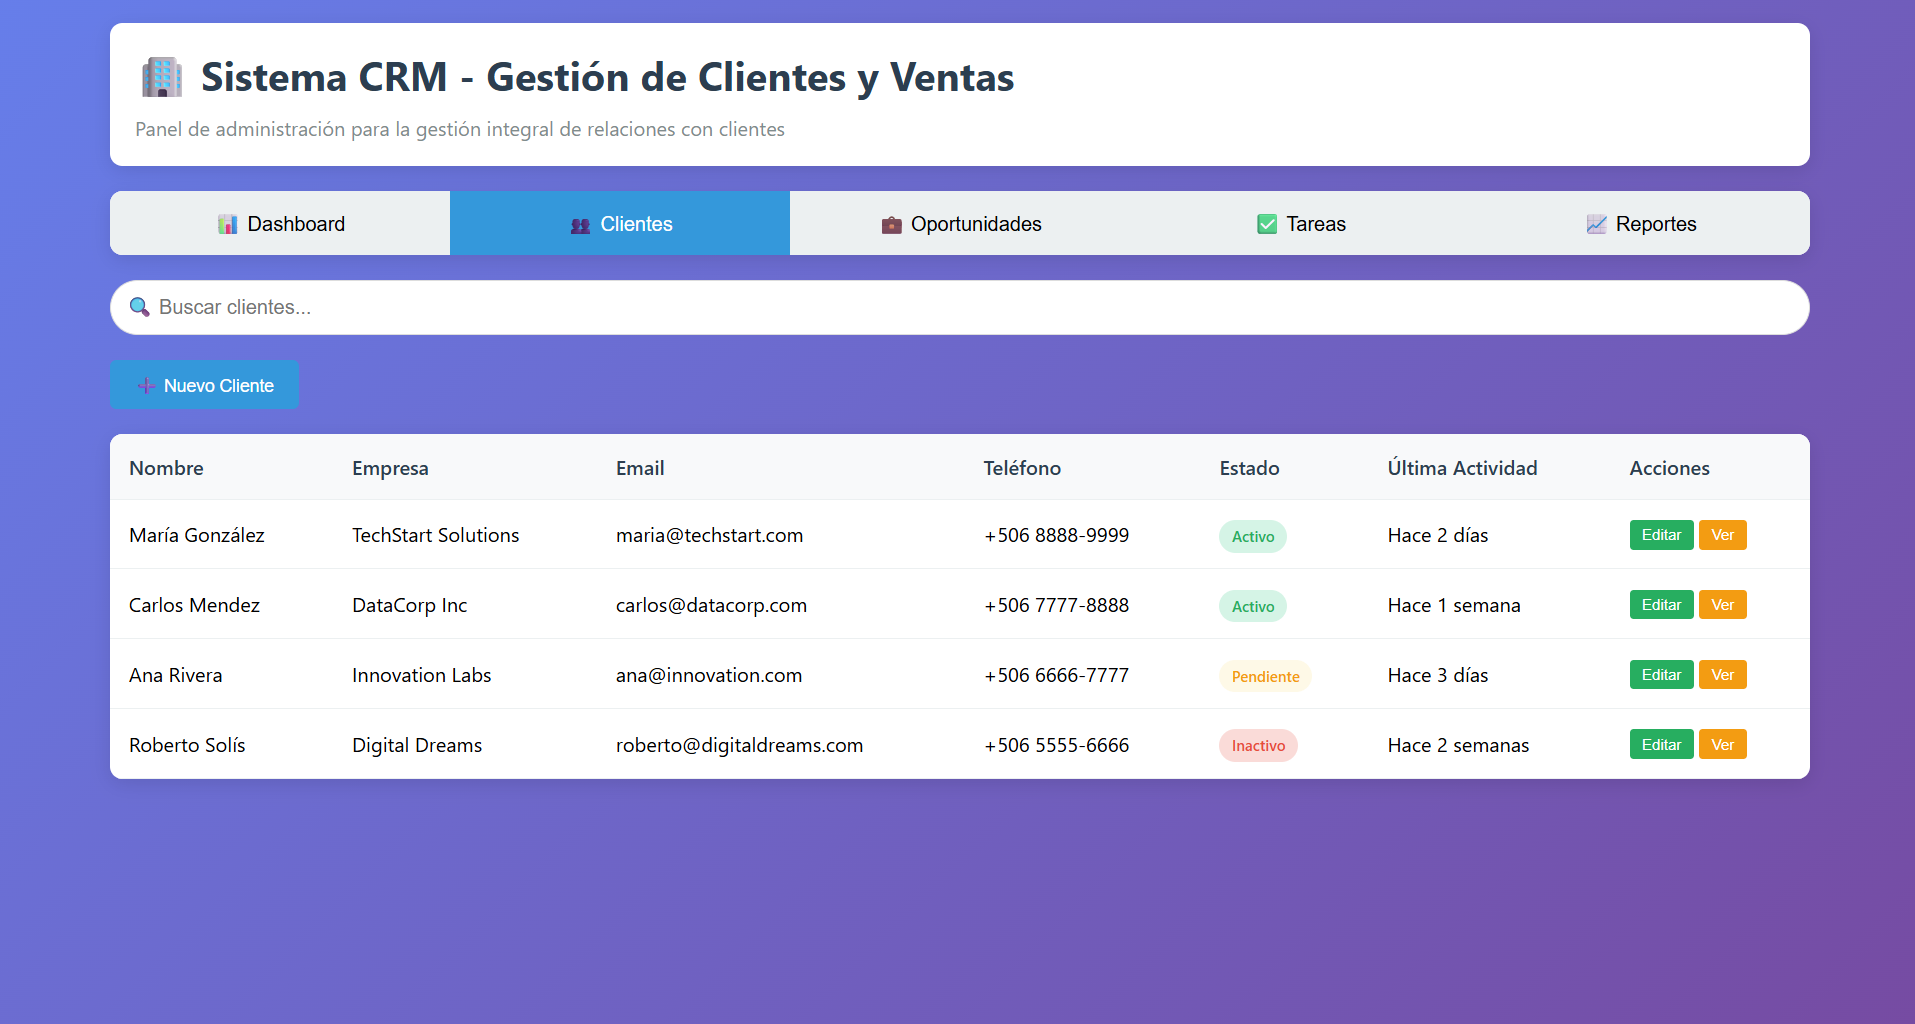 Sistema CRM - Gestión de Clientes y Ventas
Panel de administración para la gestión integral de relaciones con clientes
Dashboard Clientes Oportunidades Tareas Reportes
Buscar clientes...
Nuevo Cliente
Nombre Empresa Email Teléfono Estado Última Actividad Acciones
María González TechStart Solutions maria@techstart.com +506 8888-9999 Activo Hace 2 días Editar Ver
Carlos Mendez DataCorp Inc carlos@datacorp.com +506 7777-8888 Activo Hace 1 semana Editar Ver
Ana Rivera Innovation Labs ana@innovation.com +506 6666-7777 Pendiente Hace 3 días Editar Ver
Roberto Solís Digital Dreams roberto@digitaldreams.com +506 5555-6666 Inactivo Hace 2 semanas Editar Ver